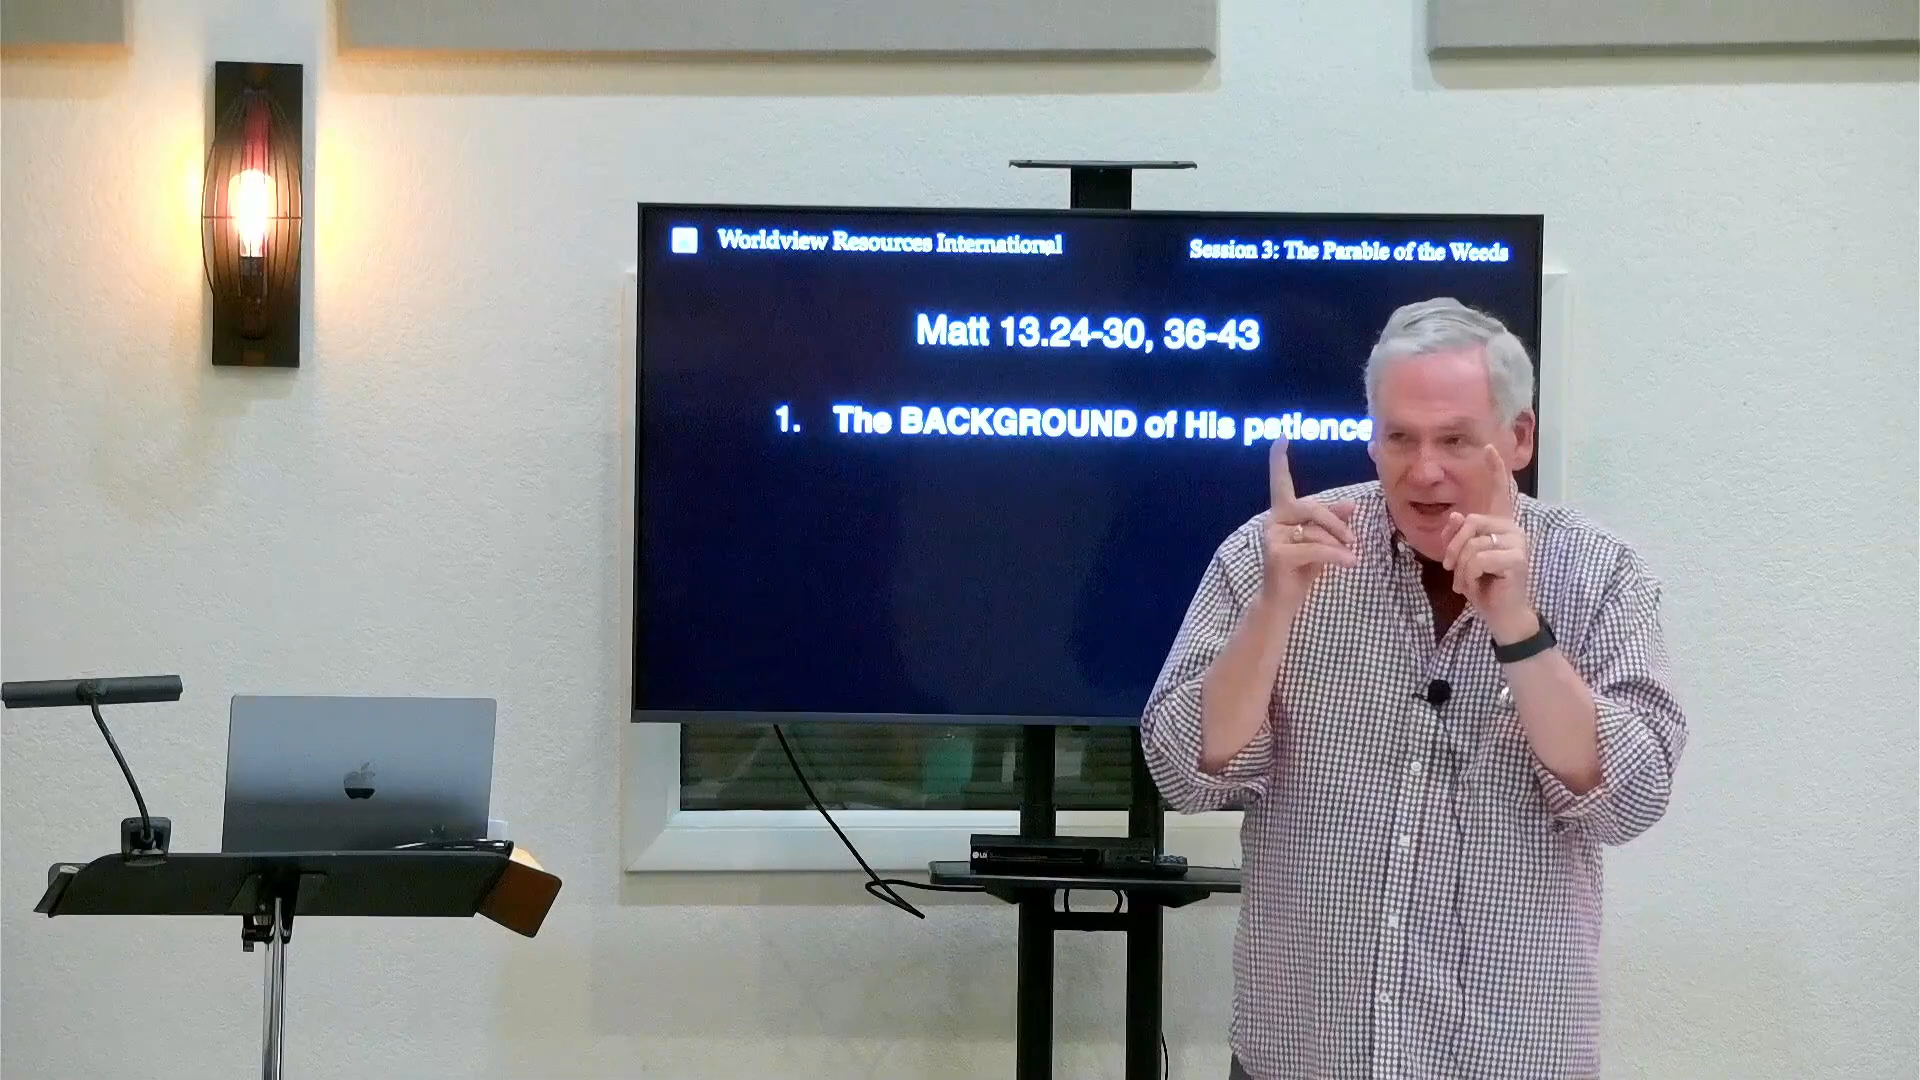 Worldview Resources International
Session 3: The Parable of the Weeds
Matt 13.24-30, 36-43
1. The BACKGROUND of His patience
LG